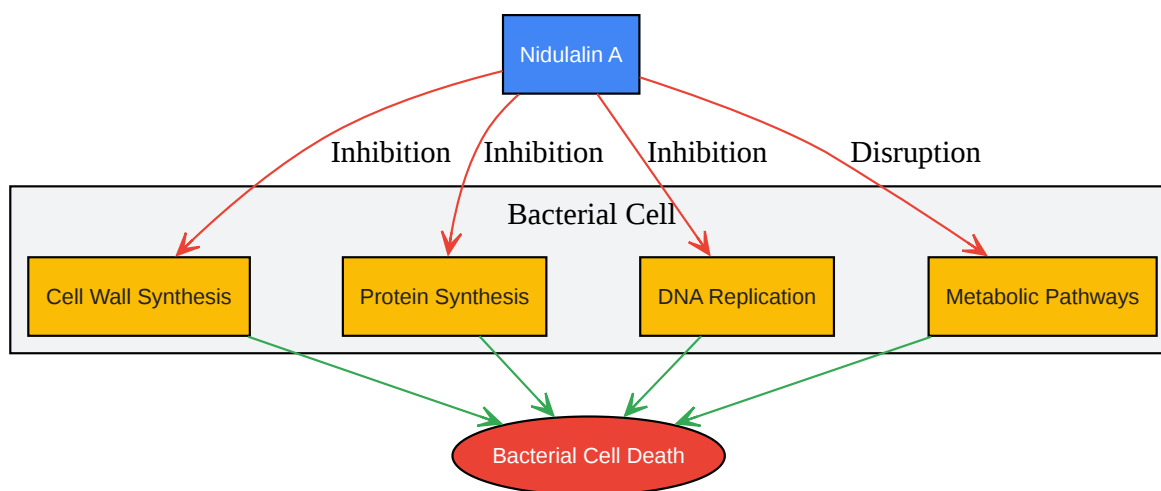 Nidulalin A
Inhibition Inhibition Inhibition Disruption
Bacterial Cell
Cell Wall Synthesis Protein Synthesis DNA Replication Metabolic Pathways
Bacterial Cell Death